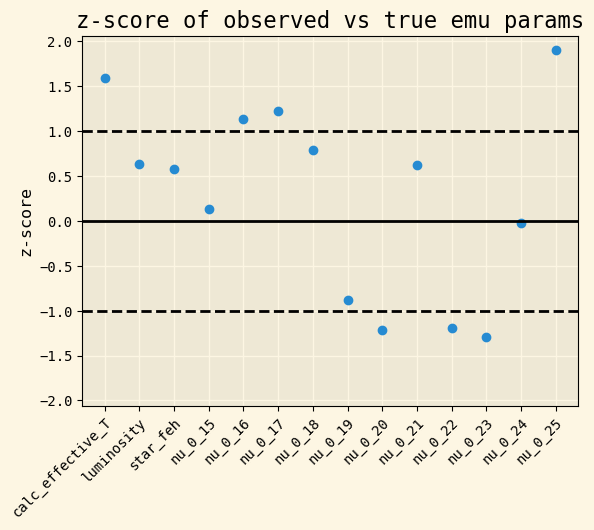 z-score of observed vs true emu params
z-score
2.0
1.5
1.0
0.5
0.0
−0.5
−1.0
−1.5
−2.0
calc_effective_T
luminosity
star_feh
nu_0_15
nu_0_16
nu_0_17
nu_0_18
nu_0_19
nu_0_20
nu_0_21
nu_0_22
nu_0_23
nu_0_24
nu_0_25